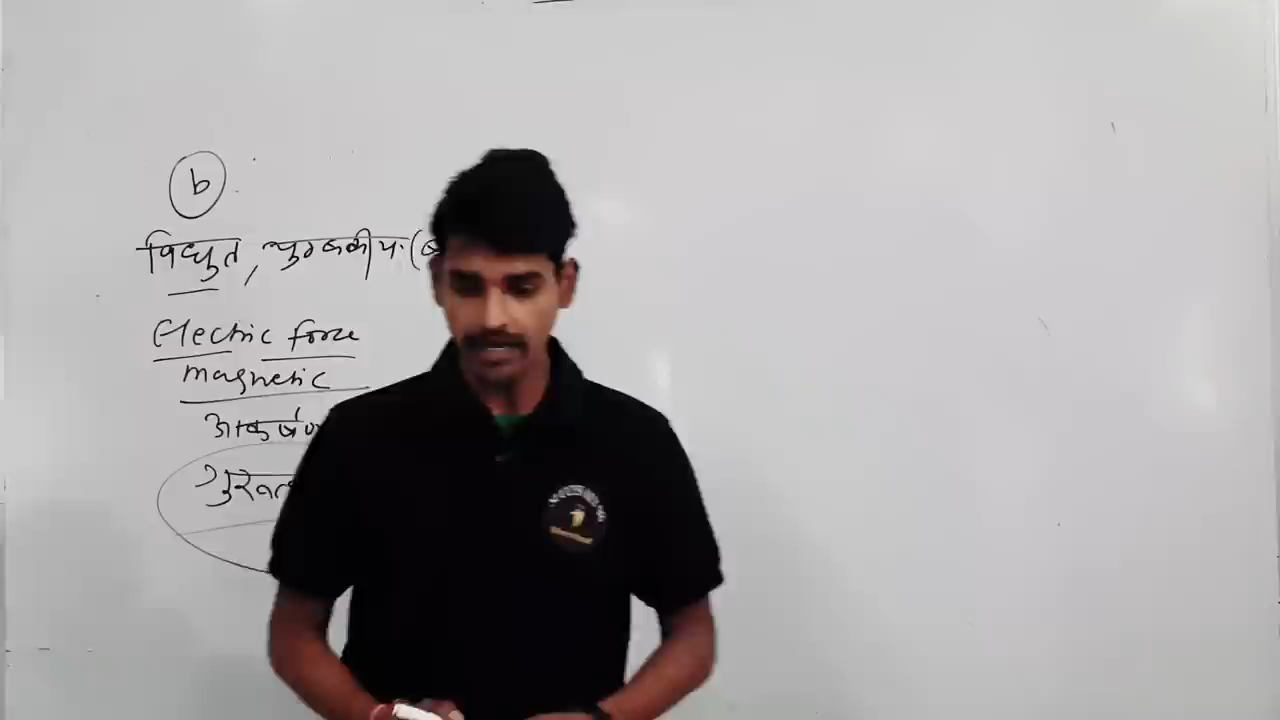 b
विद्युत, चुम्बकीय (ब
Electric force
magnetic
आकर्षण
गुरुत्व